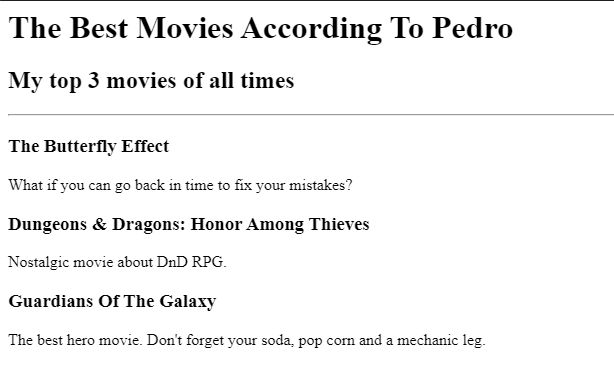 The Best Movies According To Pedro
My top 3 movies of all times
The Butterfly Effect
What if you can go back in time to fix your mistakes?
Dungeons & Dragons: Honor Among Thieves
Nostalgic movie about DnD RPG.
Guardians Of The Galaxy
The best hero movie. Don't forget your soda, pop corn and a mechanic leg.